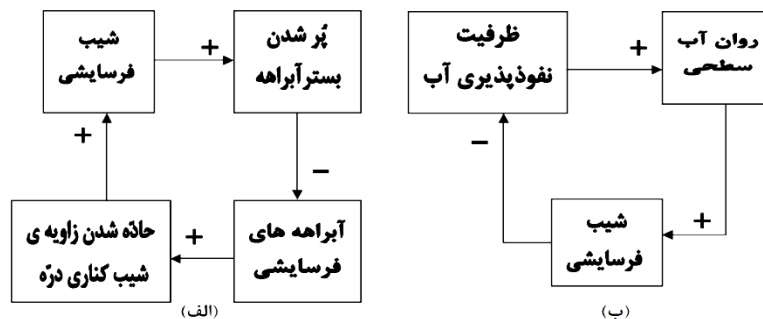 روان آب
سطحی
+
ظرفیت
نفوذپذیری آب
−
+
شیب
فرسایشی
(ب)
پُر شدن
بسترآبراهه
+
شیب
فرسایشی
+
−
آبراهه های
فرسایشی
+
حادّه شدن زاویه ی
شیب کناری درّه
(الف)